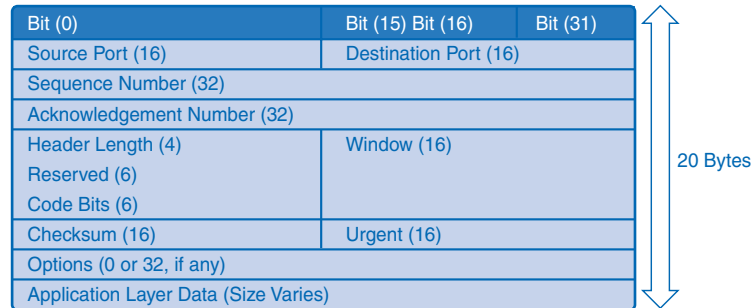 Bit (0) Bit (15) Bit (16) Bit (31)
Source Port (16) Destination Port (16)
Sequence Number (32)
Acknowledgement Number (32)
Header Length (4) Window (16)
Reserved (6)
Code Bits (6)
Checksum (16) Urgent (16)
Options (0 or 32, if any)
Application Layer Data (Size Varies)
20 Bytes